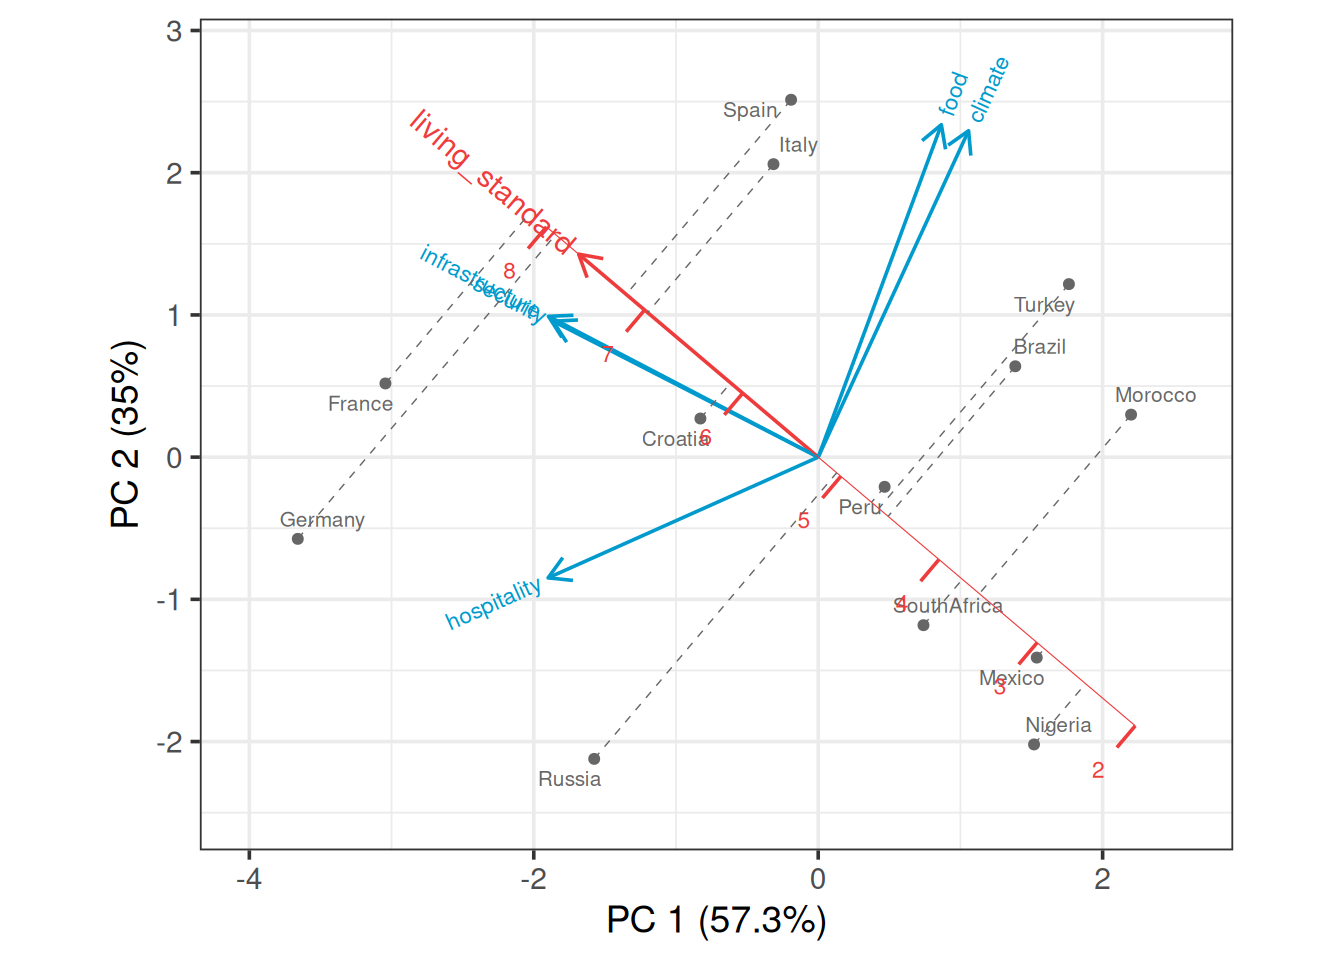 3
2
1
0
-1
-2
PC 2 (35%)
-4
-2
0
2
PC 1 (57.3%)
food
climate
Spain
Italy
living_standard
8
infrastructure
security
7
Turkey
Brazil
Morocco
France
Croatia
6
Germany
5
Peru
4
SouthAfrica
hospitality
Mexico
3
Nigeria
2
Russia